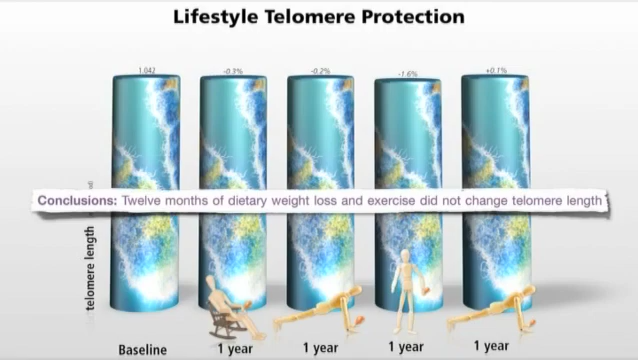 Lifestyle Telomere Protection
1.042
-0.3%
-0.2%
-1.6%
+0.1%
Conclusions: Twelve months of dietary weight loss and exercise did not change telomere length
telomere length
Baseline
1 year
1 year
1 year
1 year